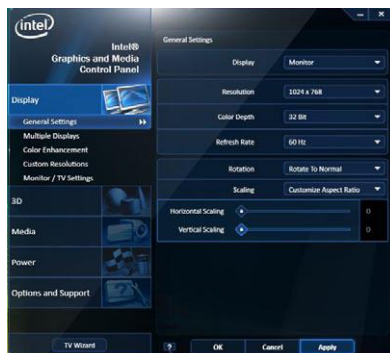 intel
Intel®
Graphics and Media
Control Panel
Display
General Settings
Multiple Displays
Color Enhancement
Custom Resolutions
Monitor / TV Settings
3D
Media
Power
Options and Support
TV Wizard
General Settings
Display Monitor
Resolution 1024 x 768
Color Depth 32 Bit
Refresh Rate 60 Hz
Rotation Rotate To Normal
Scaling Customize Aspect Ratio
Horizontal Scaling 0
Vertical Scaling 0
? OK Cancel Apply